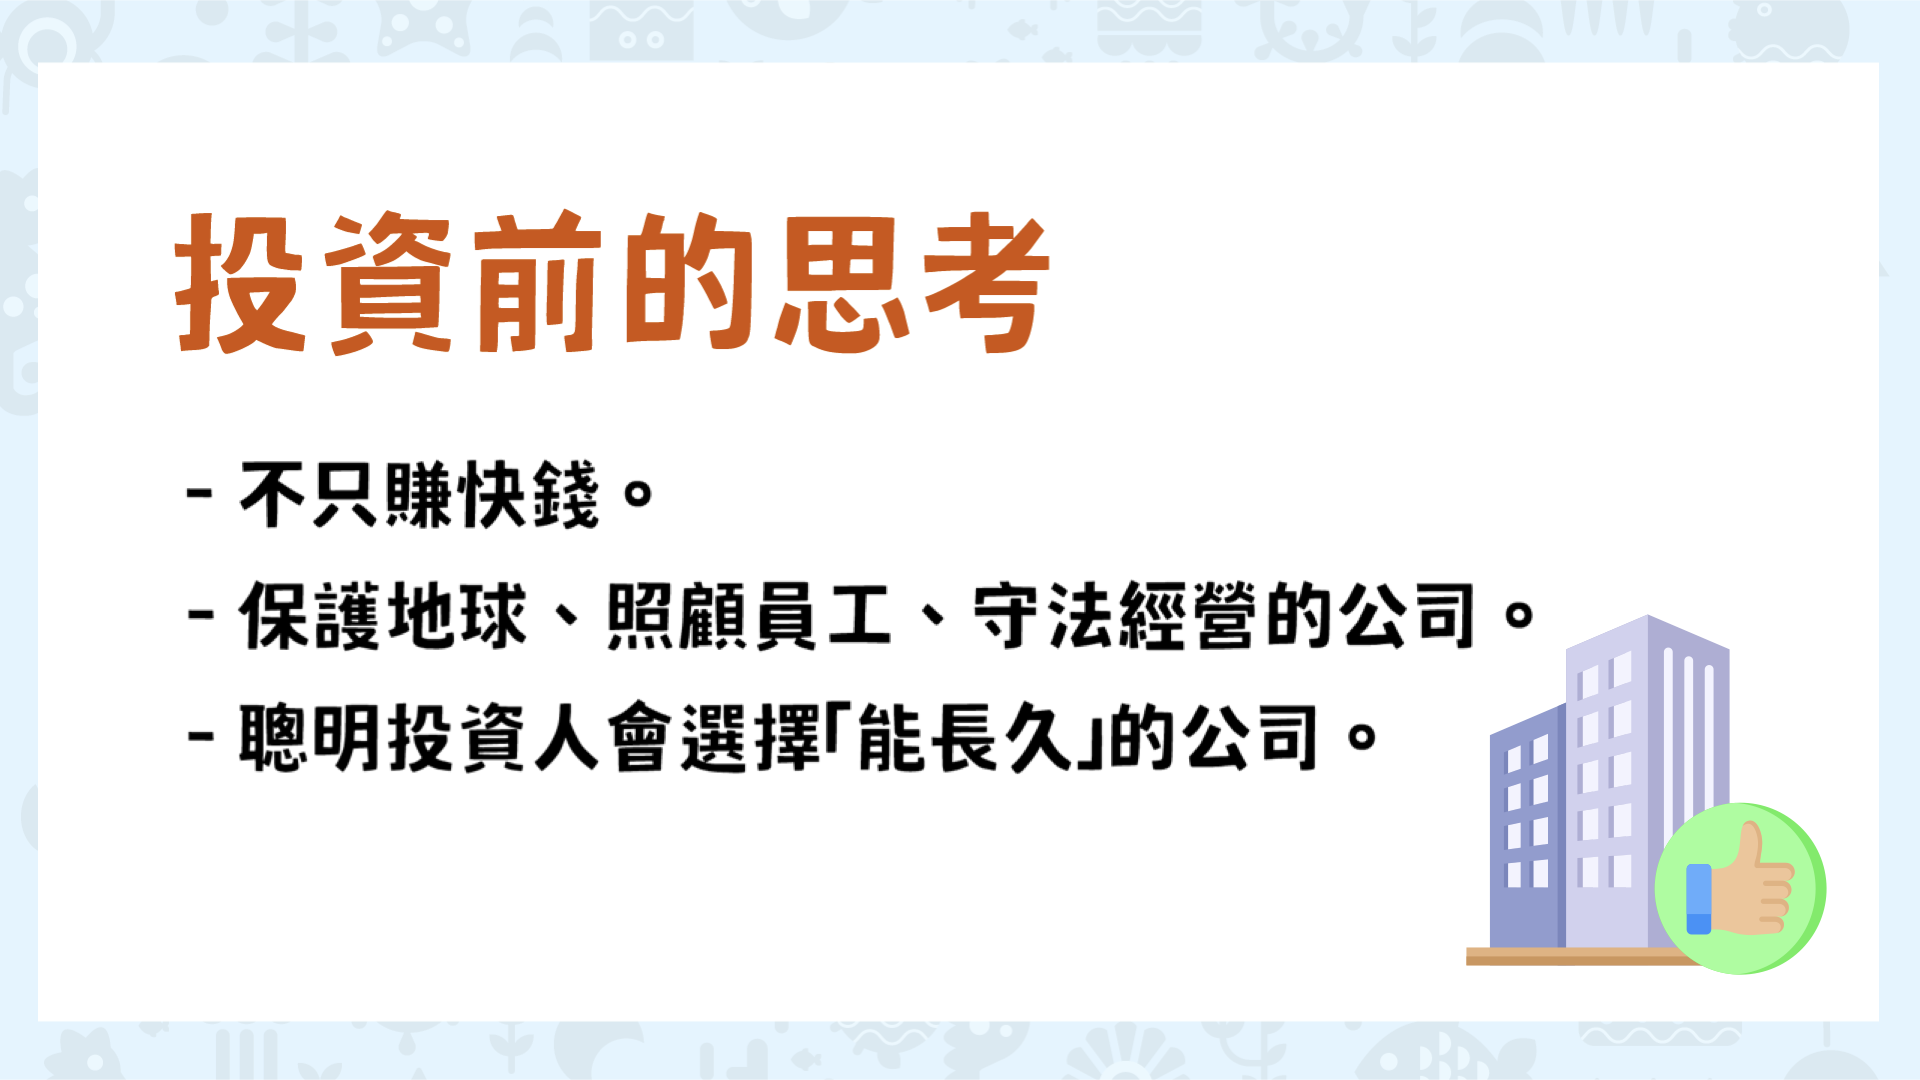 投資前的思考
- 不只賺快錢。
- 保護地球、照顧員工、守法經營的公司。
- 聰明投資人會選擇「能長久」的公司。